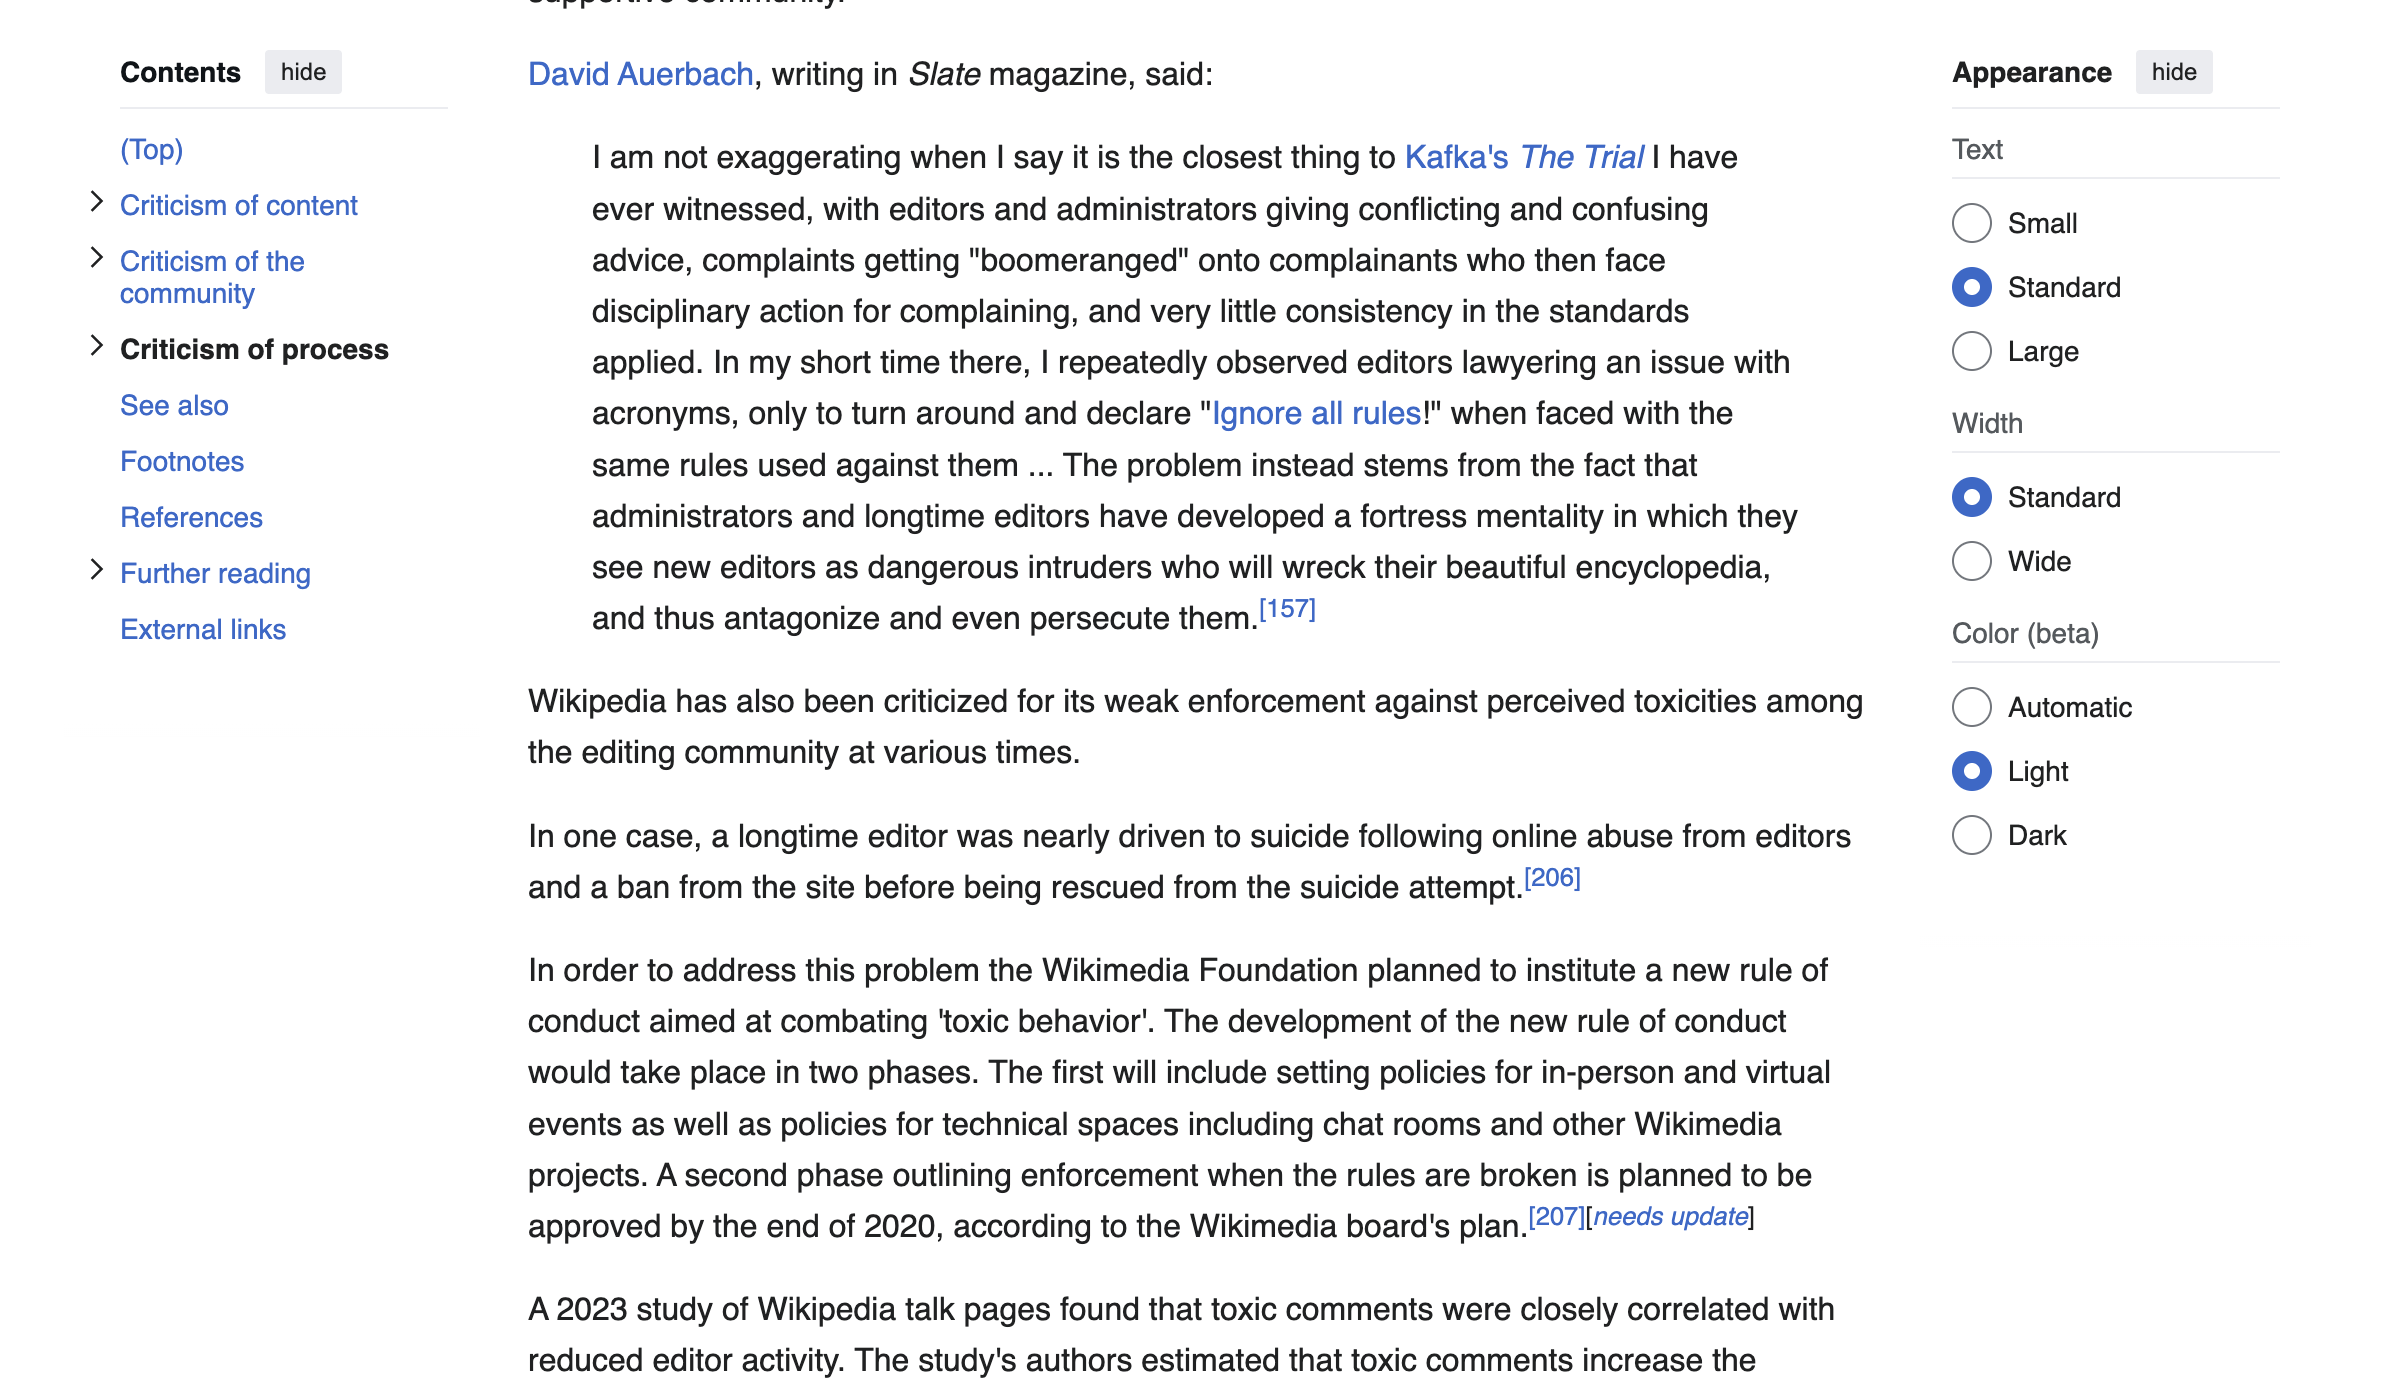 supportive community.
Contents hide
(Top)
Criticism of content
Criticism of the
community
Criticism of process
See also
Footnotes
References
Further reading
External links
David Auerbach, writing in Slate magazine, said:
I am not exaggerating when I say it is the closest thing to Kafka's The Trial I have
ever witnessed, with editors and administrators giving conflicting and confusing
advice, complaints getting "boomeranged" onto complainants who then face
disciplinary action for complaining, and very little consistency in the standards
applied. In my short time there, I repeatedly observed editors lawyering an issue with
acronyms, only to turn around and declare "Ignore all rules!" when faced with the
same rules used against them ... The problem instead stems from the fact that
administrators and longtime editors have developed a fortress mentality in which they
see new editors as dangerous intruders who will wreck their beautiful encyclopedia,
and thus antagonize and even persecute them.[157]
Wikipedia has also been criticized for its weak enforcement against perceived toxicities among
the editing community at various times.
In one case, a longtime editor was nearly driven to suicide following online abuse from editors
and a ban from the site before being rescued from the suicide attempt.[206]
In order to address this problem the Wikimedia Foundation planned to institute a new rule of
conduct aimed at combating 'toxic behavior'. The development of the new rule of conduct
would take place in two phases. The first will include setting policies for in-person and virtual
events as well as policies for technical spaces including chat rooms and other Wikimedia
projects. A second phase outlining enforcement when the rules are broken is planned to be
approved by the end of 2020, according to the Wikimedia board's plan.[207][needs update]
A 2023 study of Wikipedia talk pages found that toxic comments were closely correlated with
reduced editor activity. The study's authors estimated that toxic comments increase the
Appearance hide
Text
Small
Standard
Large
Width
Standard
Wide
Color (beta)
Automatic
Light
Dark